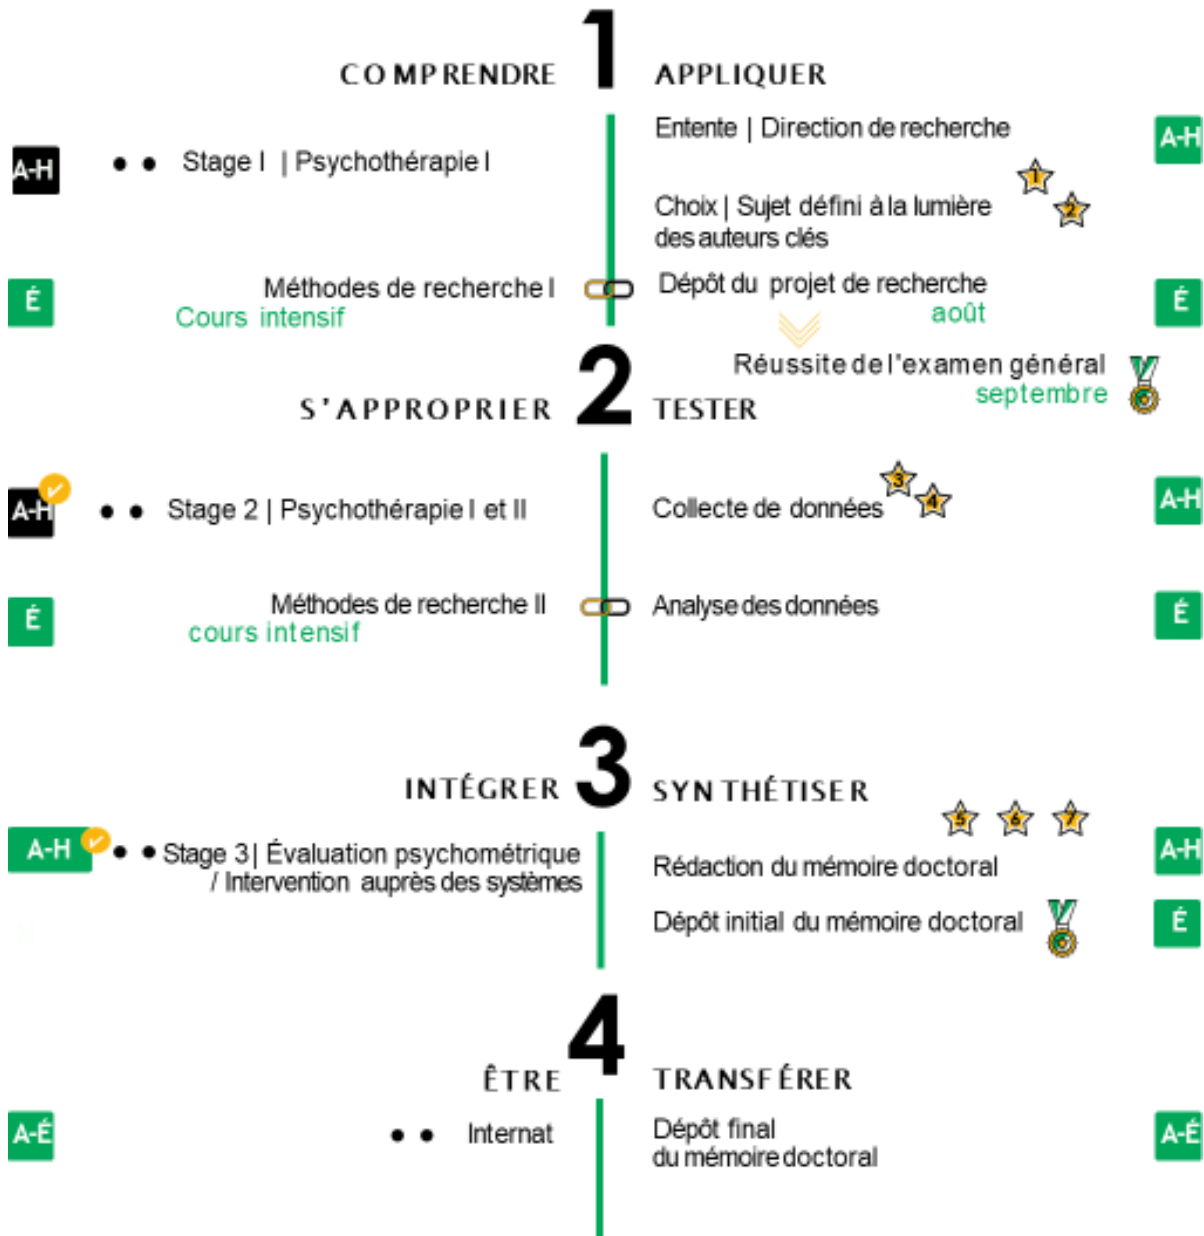 1
COMPRENDRE
APPLIQUER
A-H
Stage I | Psychothérapie I
Entente | Direction de recherche
A-H
1
2
Choix | Sujet défini à la lumière
des auteurs clés
É
Méthodes de recherche I
Cours intensif
Dépôt du projet de recherche
août
É
Réussite de l'examen général
septembre
2
S'APPROPRIER
TESTER
A-H
Stage 2 | Psychothérapie I et II
Collecte de données
3
4
A-H
É
Méthodes de recherche II
cours intensif
Analyse des données
É
3
INTÉGRER
SYNTHÉTISER
5
6
7
A-H
Stage 3| Évaluation psychométrique
/ Intervention auprès des systèmes
Rédaction du mémoire doctoral
A-H
Dépôt initial du mémoire doctoral
É
4
ÊTRE
TRANSFÉRER
A-É
Internat
Dépôt final
du mémoire doctoral
A-É